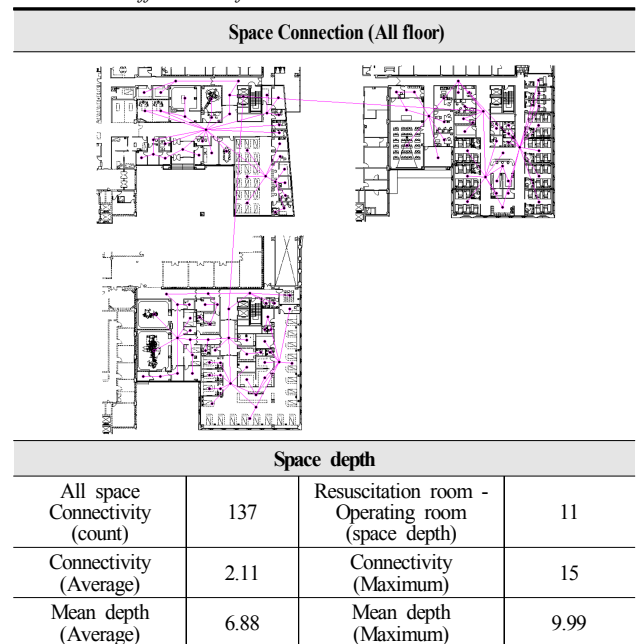 Space Connection (All floor)
Space depth
All space
Connectivity
(count)
137
Resuscitation room -
Operating room
(space depth)
11
Connectivity
(Average)
2.11
Connectivity
(Maximum)
15
Mean depth
(Average)
6.88
Mean depth
(Maximum)
9.99